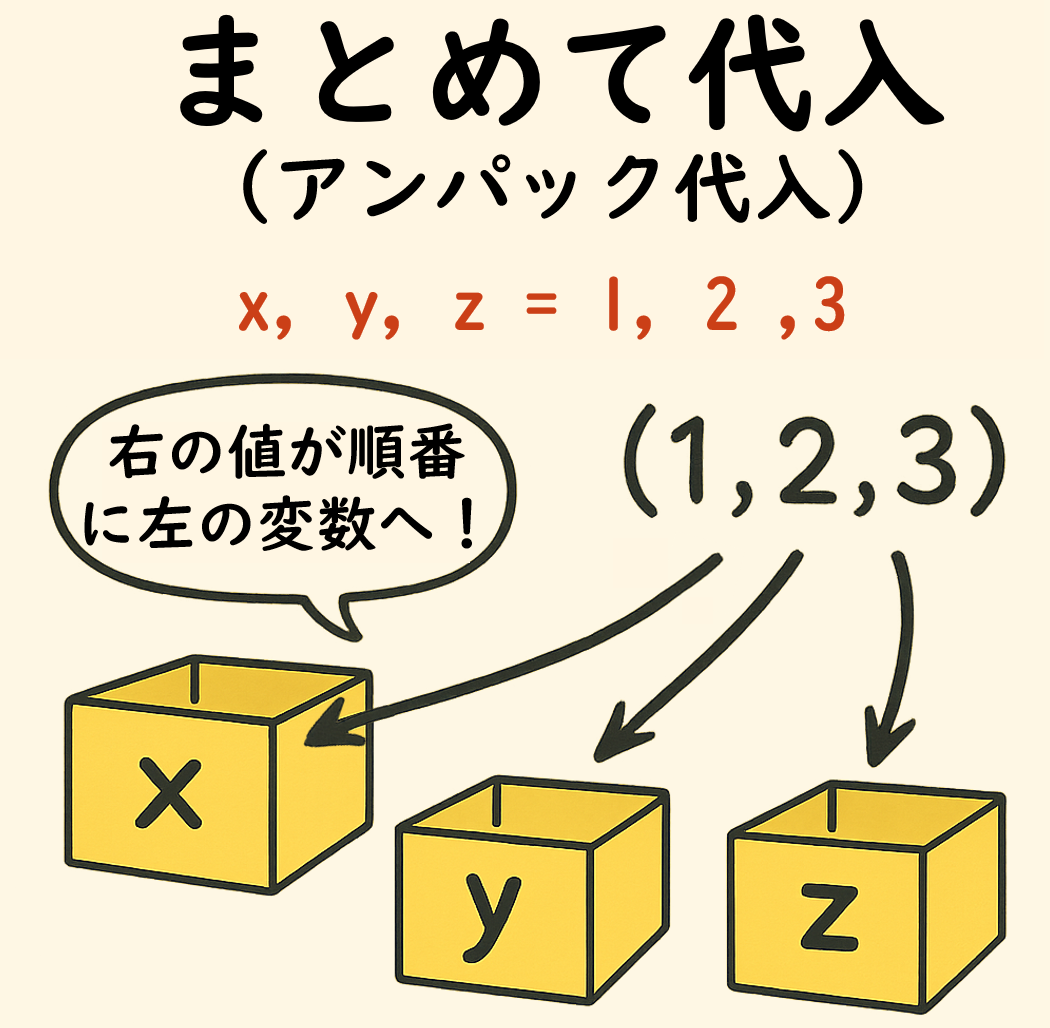 まとめて代入
（アンパック代入）
x, y, z = 1, 2 ,3
右の値が順番
に左の変数へ！
(1,2,3)
x
y
z